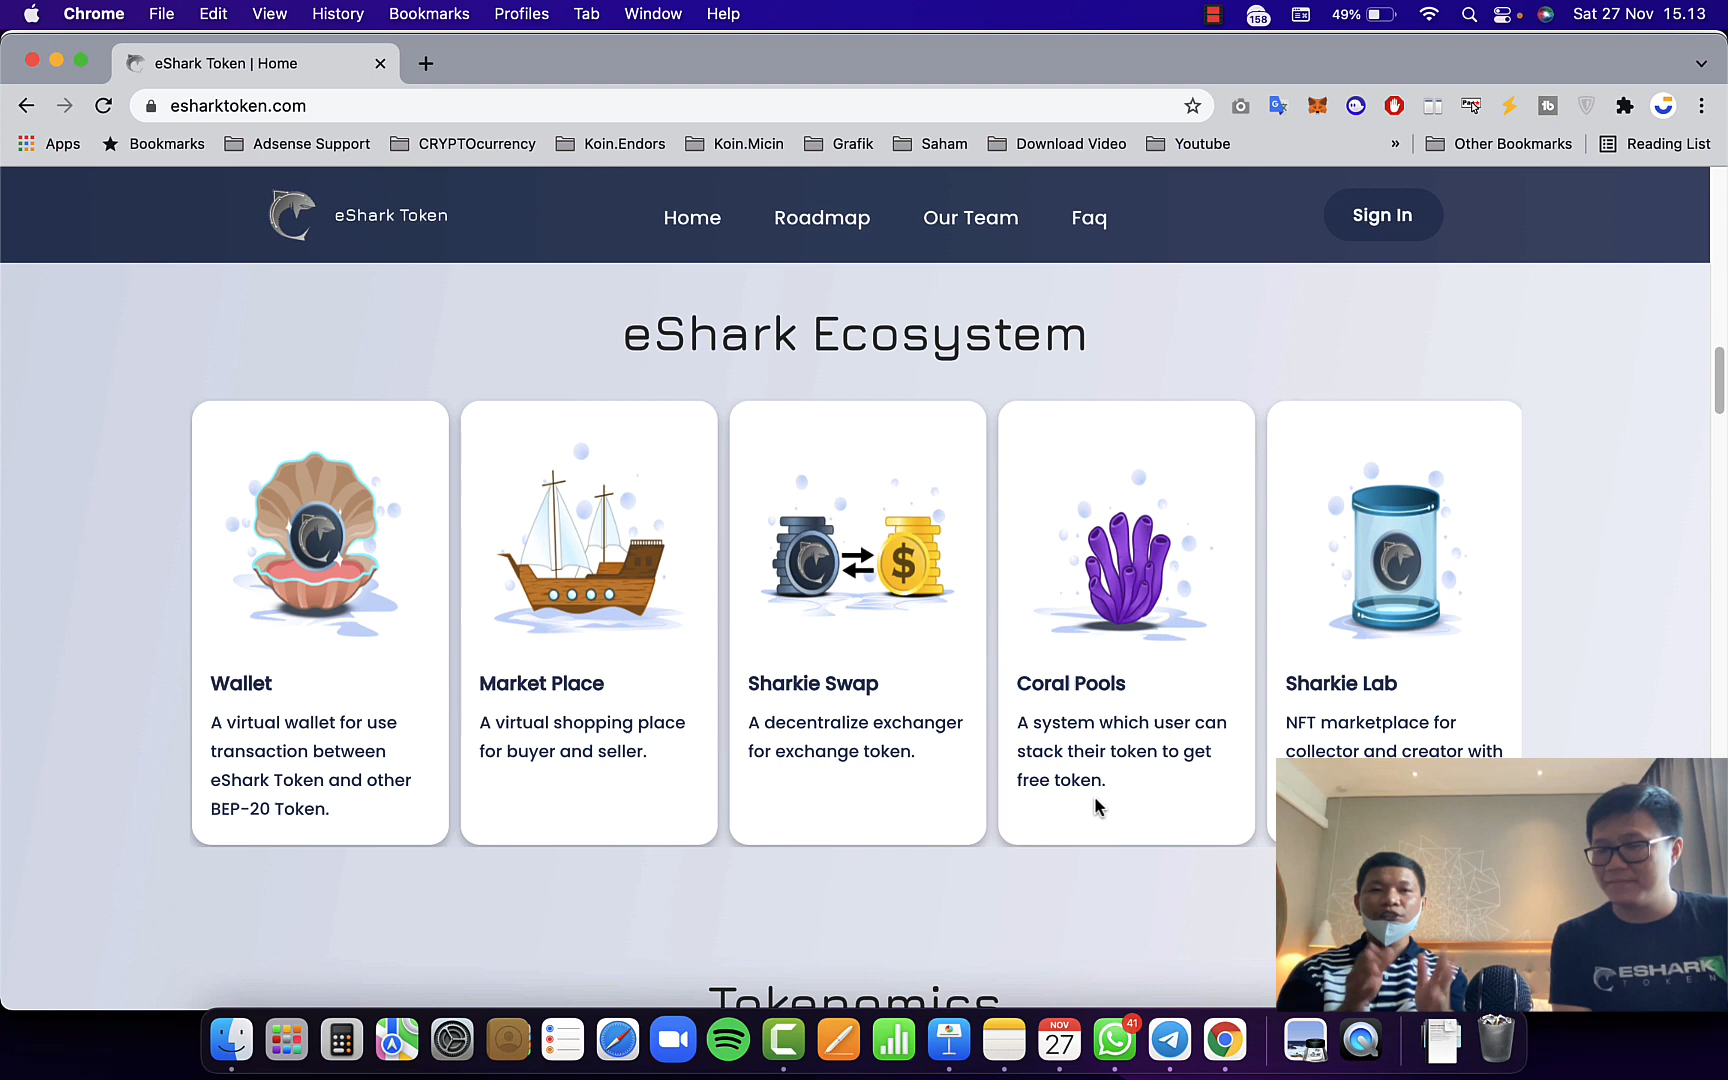 Chrome File Edit View History Bookmarks Profiles Tab Window Help 158 49% Sat 27 Nov 15.13
eShark Token | Home
esharktoken.com
Apps Bookmarks Adsense Support CRYPTOcurrency Koin.Endors Koin.Micin Grafik Saham Download Video Youtube » Other Bookmarks Reading List
eShark Token Home Roadmap Our Team Faq Sign In
eShark Ecosystem
Wallet
A virtual wallet for use
transaction between
eShark Token and other
BEP-20 Token.
Market Place
A virtual shopping place
for buyer and seller.
Sharkie Swap
A decentralize exchanger
for exchange token.
Coral Pools
A system which user can
stack their token to get
free token.
Sharkie Lab
NFT marketplace for
collector and creator with
ESHARK
TOKEN
Tokenomics
NOV
27
41